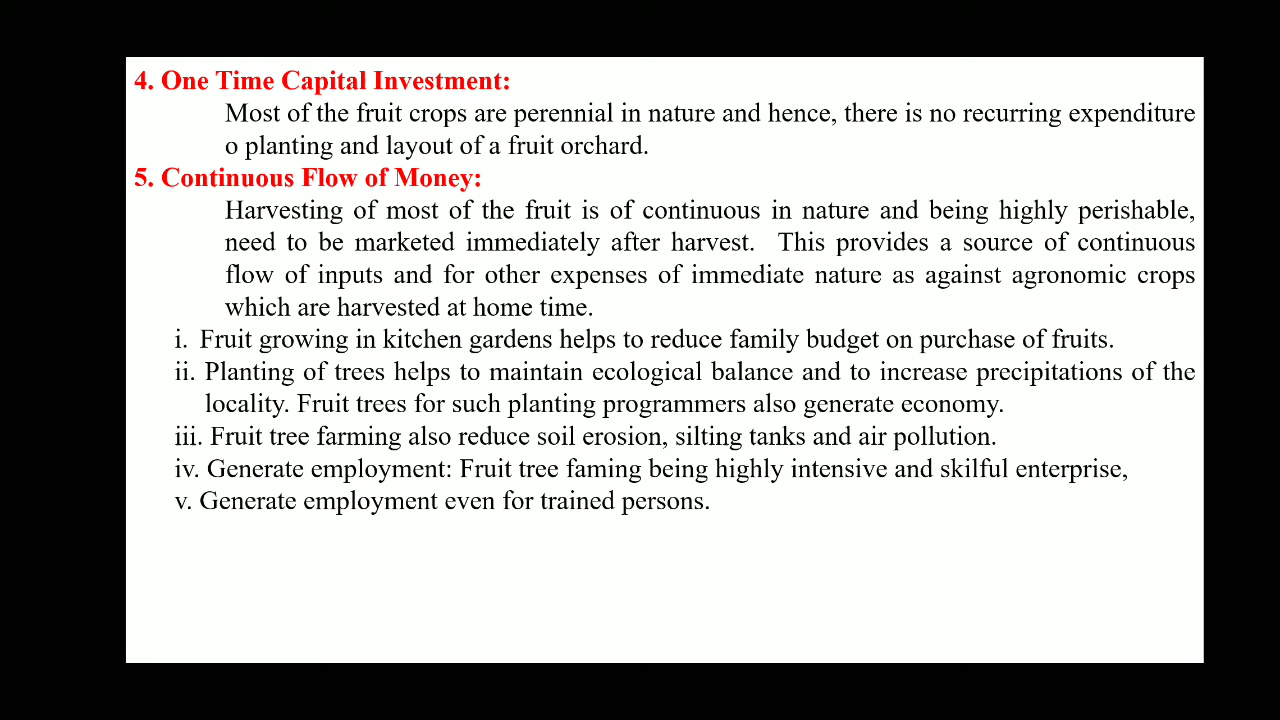 4. One Time Capital Investment:
Most of the fruit crops are perennial in nature and hence, there is no recurring expenditure
o planting and layout of a fruit orchard.
5. Continuous Flow of Money:
Harvesting of most of the fruit is of continuous in nature and being highly perishable,
need to be marketed immediately after harvest. This provides a source of continuous
flow of inputs and for other expenses of immediate nature as against agronomic crops
which are harvested at home time.
i. Fruit growing in kitchen gardens helps to reduce family budget on purchase of fruits.
ii. Planting of trees helps to maintain ecological balance and to increase precipitations of the
locality. Fruit trees for such planting programmers also generate economy.
iii. Fruit tree farming also reduce soil erosion, silting tanks and air pollution.
iv. Generate employment: Fruit tree faming being highly intensive and skilful enterprise,
v. Generate employment even for trained persons.